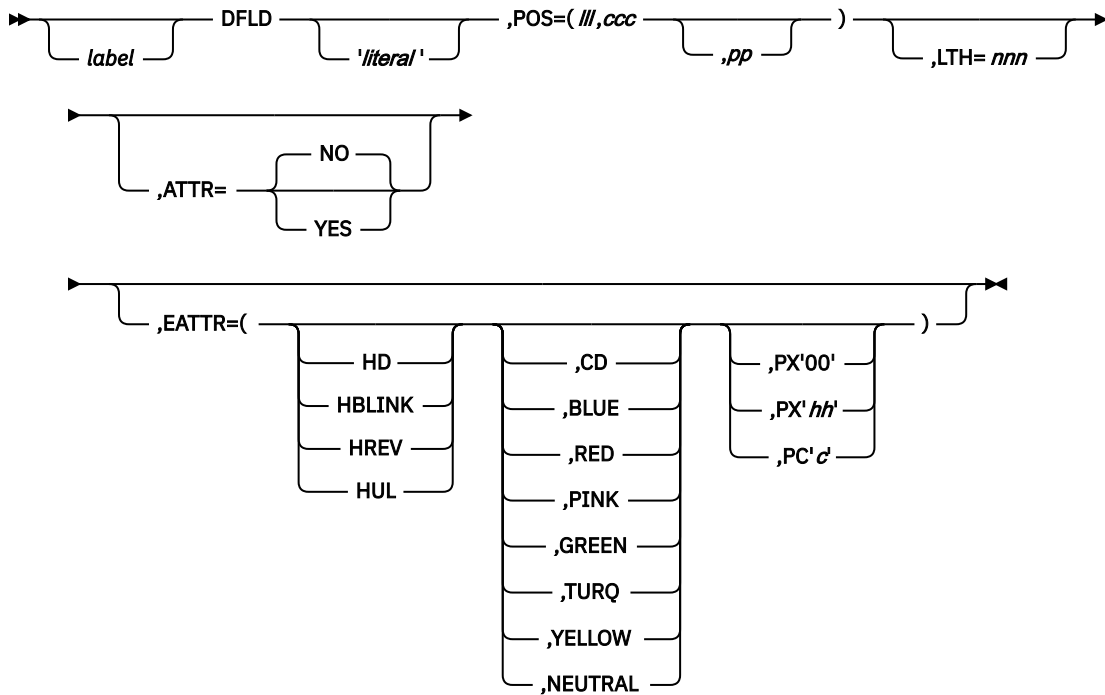 DFLD ,POS=( lll,ccc )
label 'literal ' ,pp ,LTH= nnn
NO
,ATTR=
YES
,EATTR=( )
HD ,CD ,PX'00'
HBLINK ,BLUE ,PX' hh'
HREV ,RED ,PC' c'
HUL ,PINK
,GREEN
,TURQ
,YELLOW
,NEUTRAL